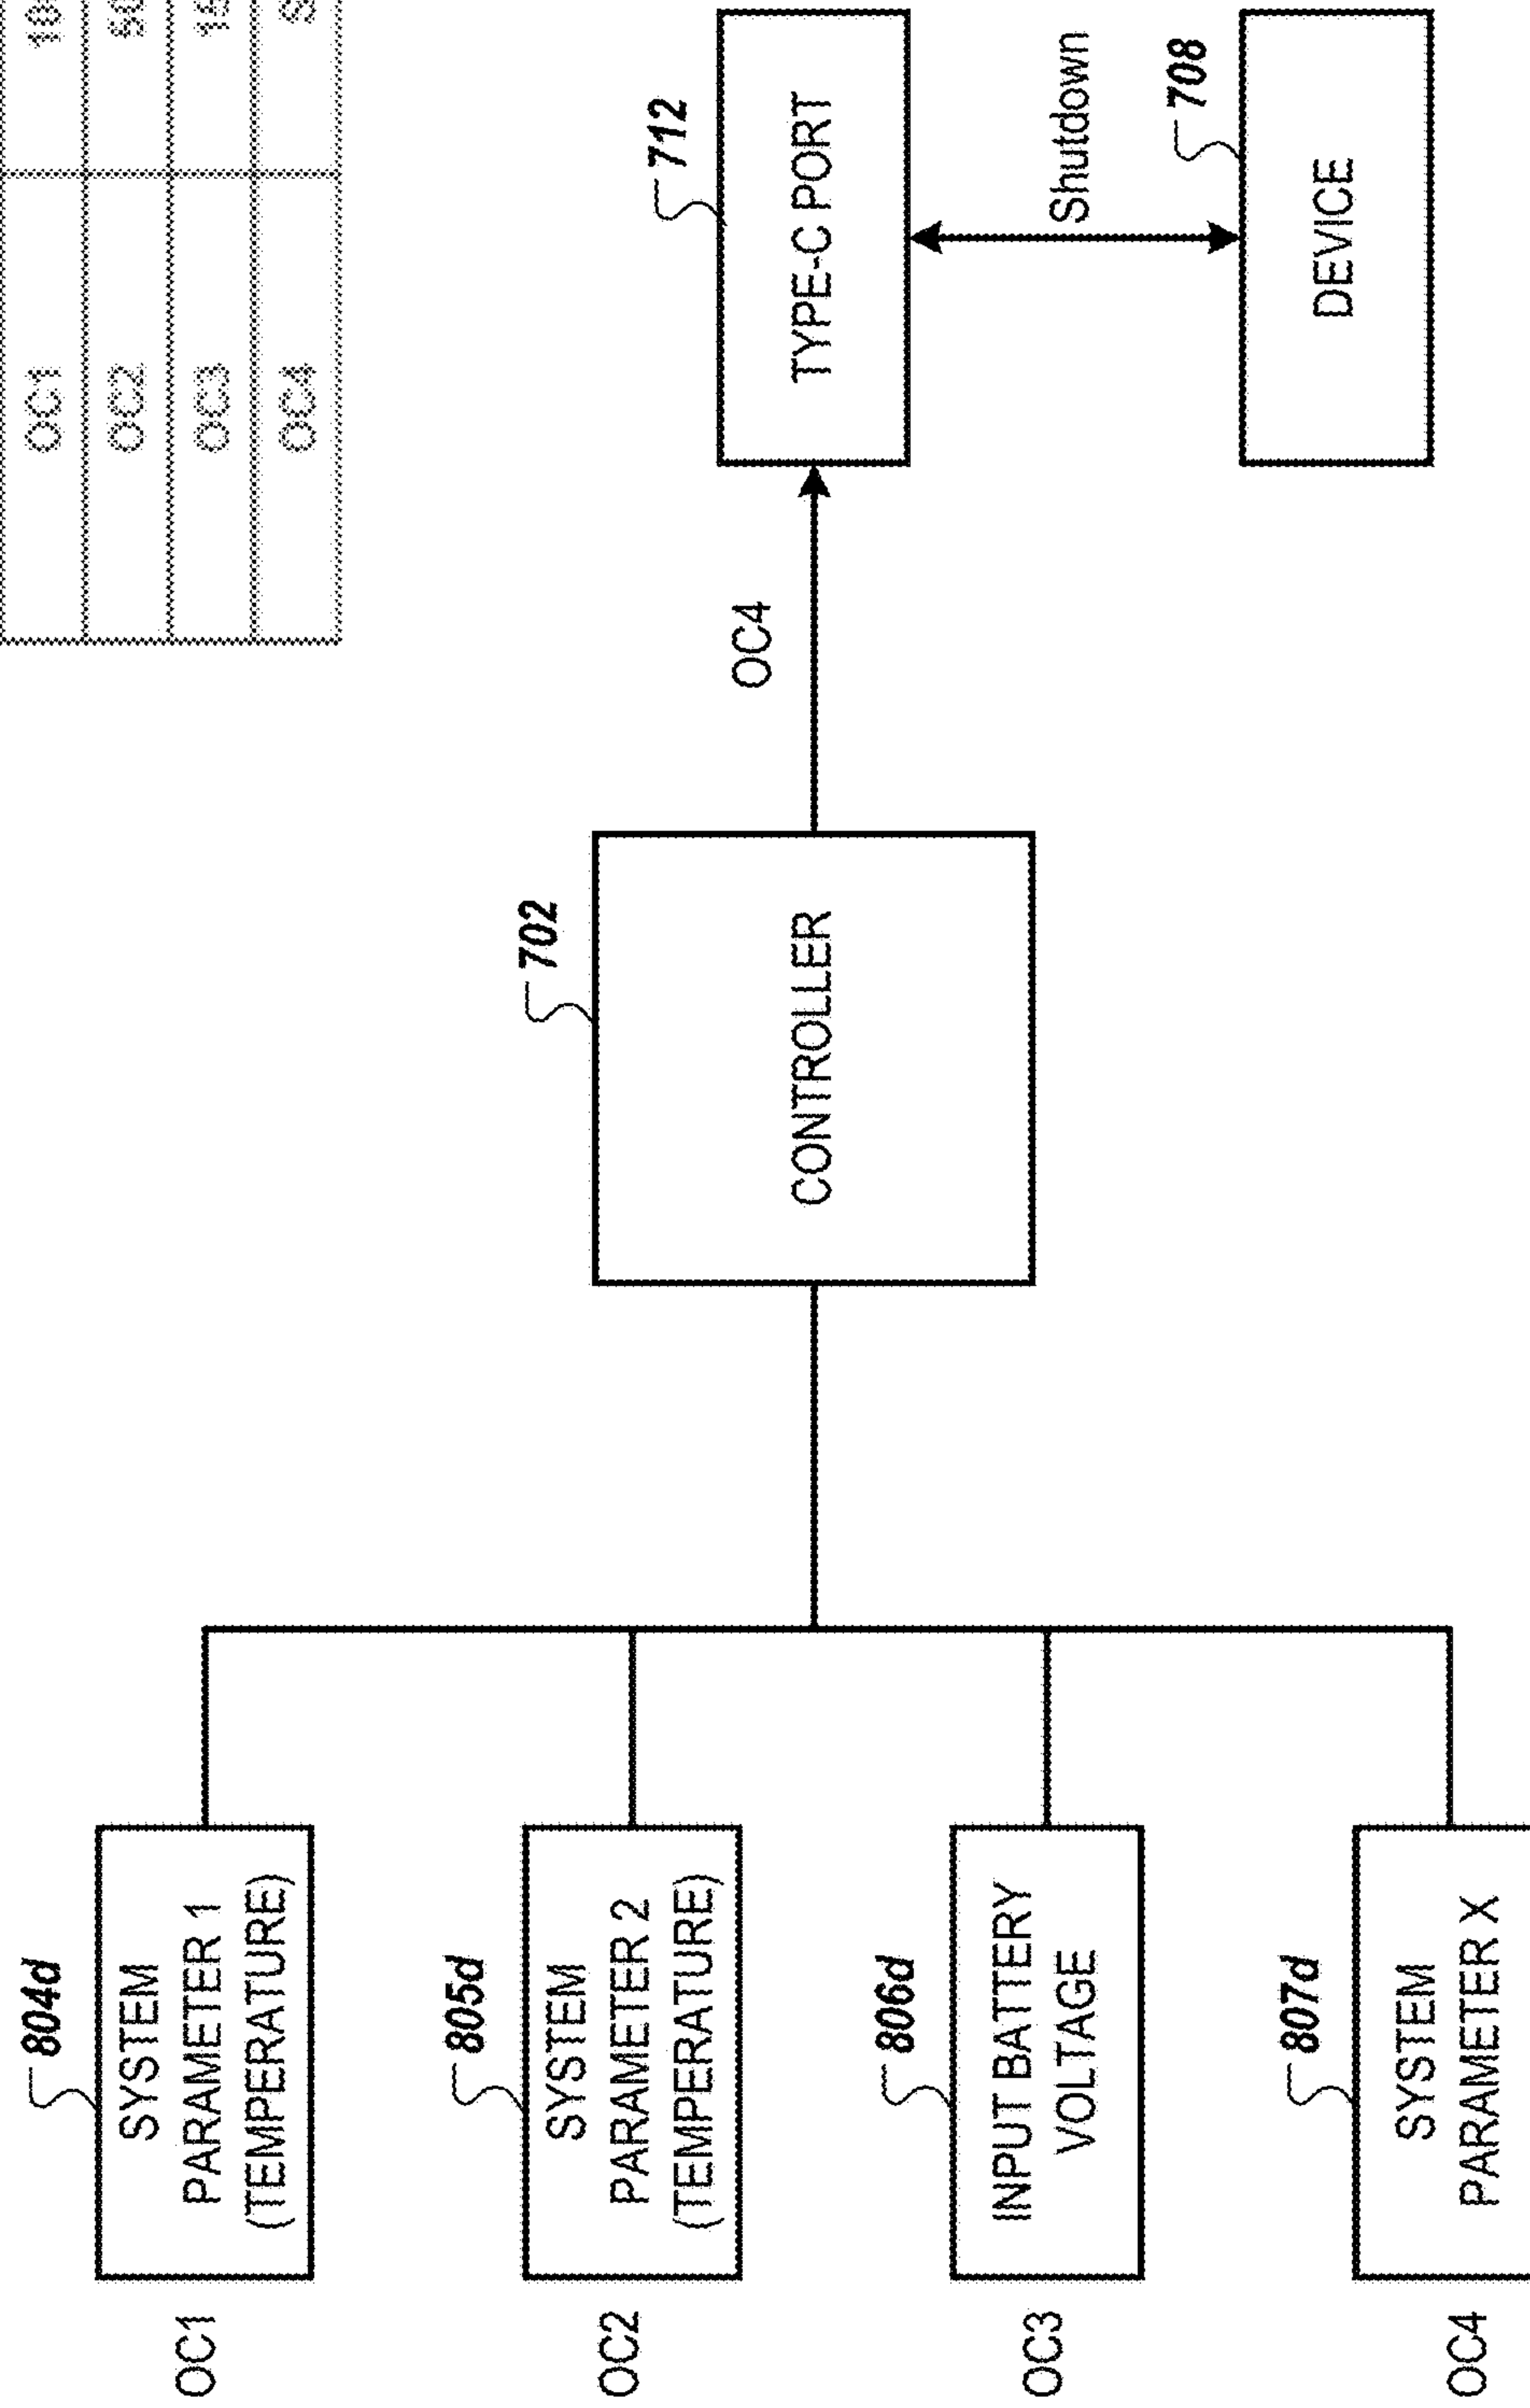 OC1
OC2
OC3
OC4
804d
SYSTEM
PARAMETER 1
(TEMPERATURE)
OC1
805d
SYSTEM
PARAMETER 2
(TEMPERATURE)
OC2
806d
INPUT BATTERY
VOLTAGE
OC3
807d
SYSTEM
PARAMETER X
OC4
702
CONTROLLER
OC4
712
TYPE-C PORT
Shutdown
708
DEVICE